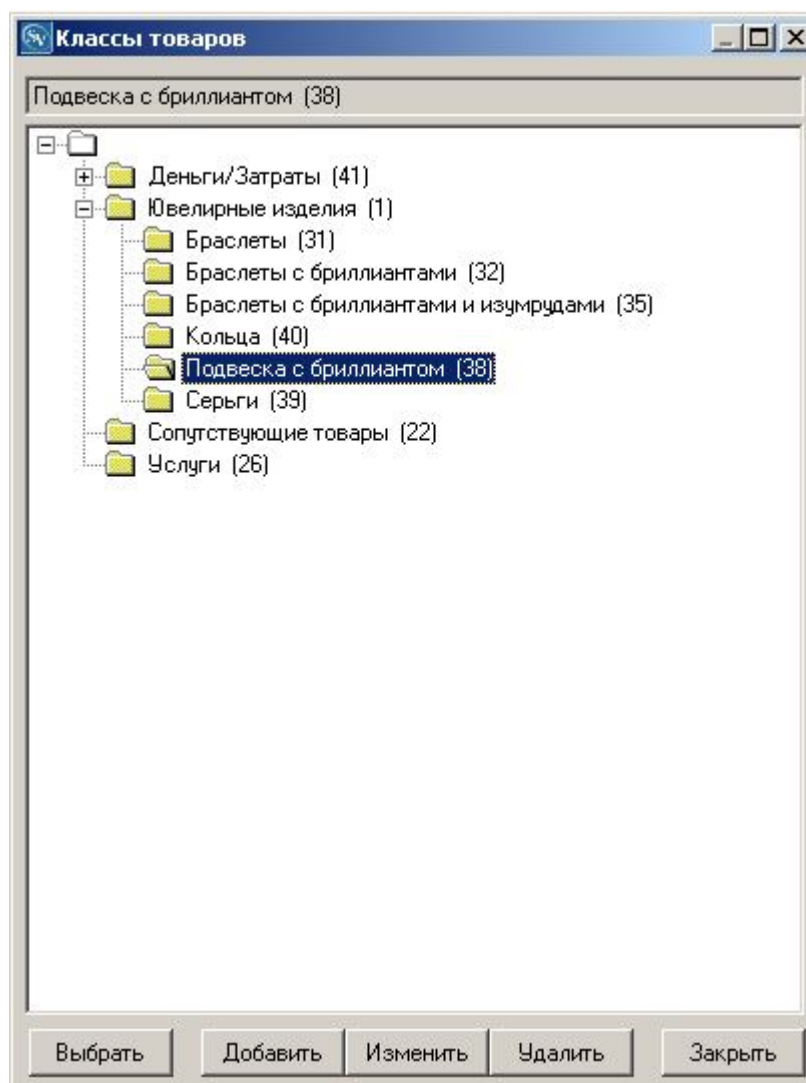 Классы товаров
Подвеска с бриллиантом (38)
Деньги/Затраты (41)
Ювелирные изделия (1)
Браслеты (31)
Браслеты с бриллиантами (32)
Браслеты с бриллиантами и изумрудами (35)
Кольца (40)
Подвеска с бриллиантом (38)
Серьги (39)
Сопутствующие товары (22)
Услуги (26)
Выбрать Добавить Изменить Удалить Закрыть